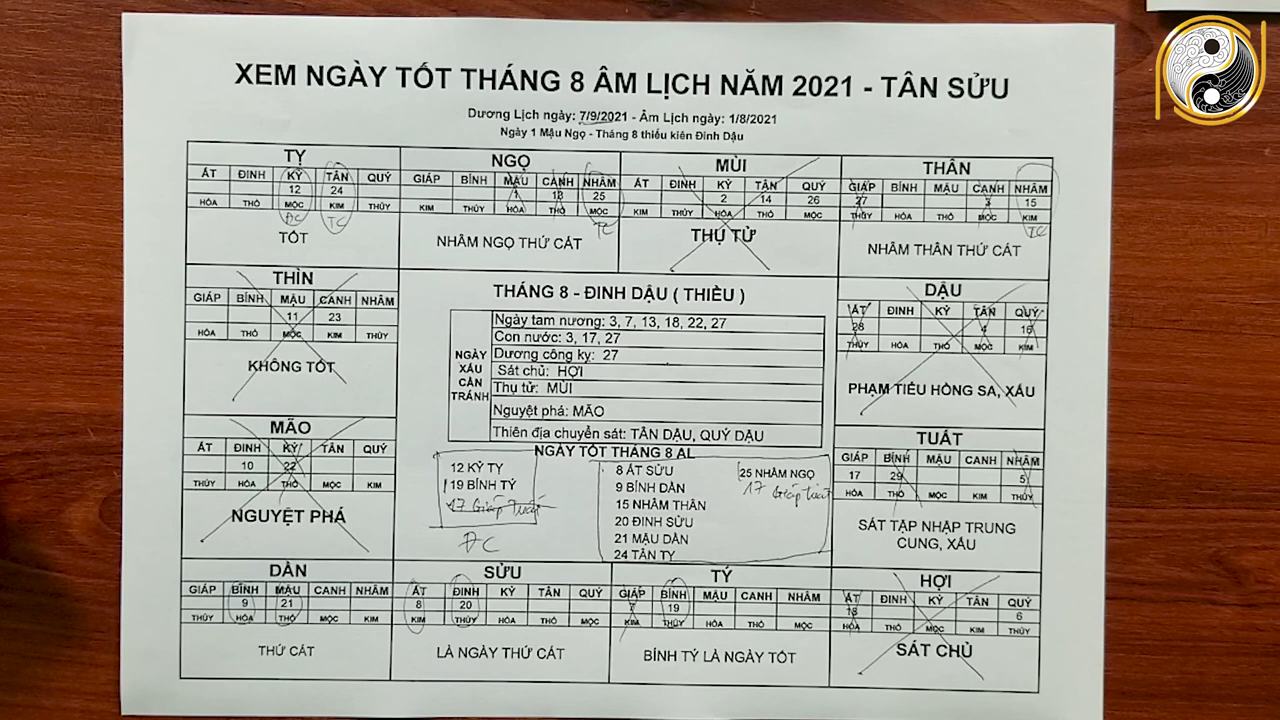 XEM NGÀY TỐT THÁNG 8 ÂM LỊCH NĂM 2021 - TÂN SỬU
Dương Lịch ngày: 7/9/2021 - Âm Lịch ngày: 1/8/2021
Ngày 1 Mậu Ngọ - Tháng 8 thiếu kiên Đinh Dậu
TỴ
ẤT ĐINH KỶ TÂN QUÝ
12 24
HỎA THỔ MỘC KIM THỦY
ĐC TC
TỐT
NGỌ
GIÁP BÍNH MẬU CANH NHÂM
1 13 25
KIM THỦY HỎA THỔ MỘC
TC
NHÂM NGỌ THỨ CÁT
MÙI
ẤT ĐINH KỶ TÂN QUÝ
2 14 26
KIM THỦY HỎA THỔ MỘC
THỤ TỬ
THÂN
GIÁP BÍNH MẬU CANH NHÂM
27 3 15
THỦY HỎA THỔ MỘC KIM
TC
NHÂM THÂN THỨ CÁT
THÌN
GIÁP BÍNH MẬU CANH NHÂM
11 23
HỎA THỔ MỘC KIM THỦY
KHÔNG TỐT
THÁNG 8 - ĐINH DẬU ( THIẾU )
NGÀY XẤU CẦN TRÁNH
Ngày tam nương: 3, 7, 13, 18, 22, 27
Con nước: 3, 17, 27
Dương công kỵ: 27
Sát chủ: HỢI
Thụ tử: MÙI
Nguyệt phá: MÃO
Thiên địa chuyển sát: TÂN DẬU, QUÝ DẬU
DẬU
ẤT ĐINH KỶ TÂN QUÝ
28 4 16
THỦY HỎA THỔ MỘC KIM
PHẠM TIỂU HỒNG SA, XẤU
MÃO
ẤT ĐINH KỶ TÂN QUÝ
10 22
THỦY HỎA THỔ MỘC KIM
NGUYỆT PHÁ
NGÀY TỐT THÁNG 8 AL
12 KỶ TỴ
19 BÍNH TÝ
17 Giáp tuất
ĐC
8 ẤT SỬU
9 BÍNH DẦN
15 NHÂM THÂN
20 ĐINH SỬU
21 MẬU DẦN
24 TÂN TỴ
25 NHÂM NGỌ
17 Giáp tuất
TUẤT
GIÁP BÍNH MẬU CANH NHÂM
17 29 5
HỎA THỔ MỘC KIM THỦY
SÁT TẬP NHẬP TRUNG
CUNG, XẤU
DẦN
GIÁP BÍNH MẬU CANH NHÂM
9 21
THỦY HỎA THỔ MỘC KIM
THỨ CÁT
SỬU
ẤT ĐINH KỶ TÂN QUÝ
8 20
KIM THỦY HỎA THỔ MỘC
LÀ NGÀY THỨ CÁT
TÝ
GIÁP BÍNH MẬU CANH NHÂM
7 19
KIM THỦY HỎA THỔ MỘC
BÍNH TÝ LÀ NGÀY TỐT
HỢI
ẤT ĐINH KỶ TÂN QUÝ
18 6
HỎA THỔ MỘC KIM THỦY
SÁT CHỦ